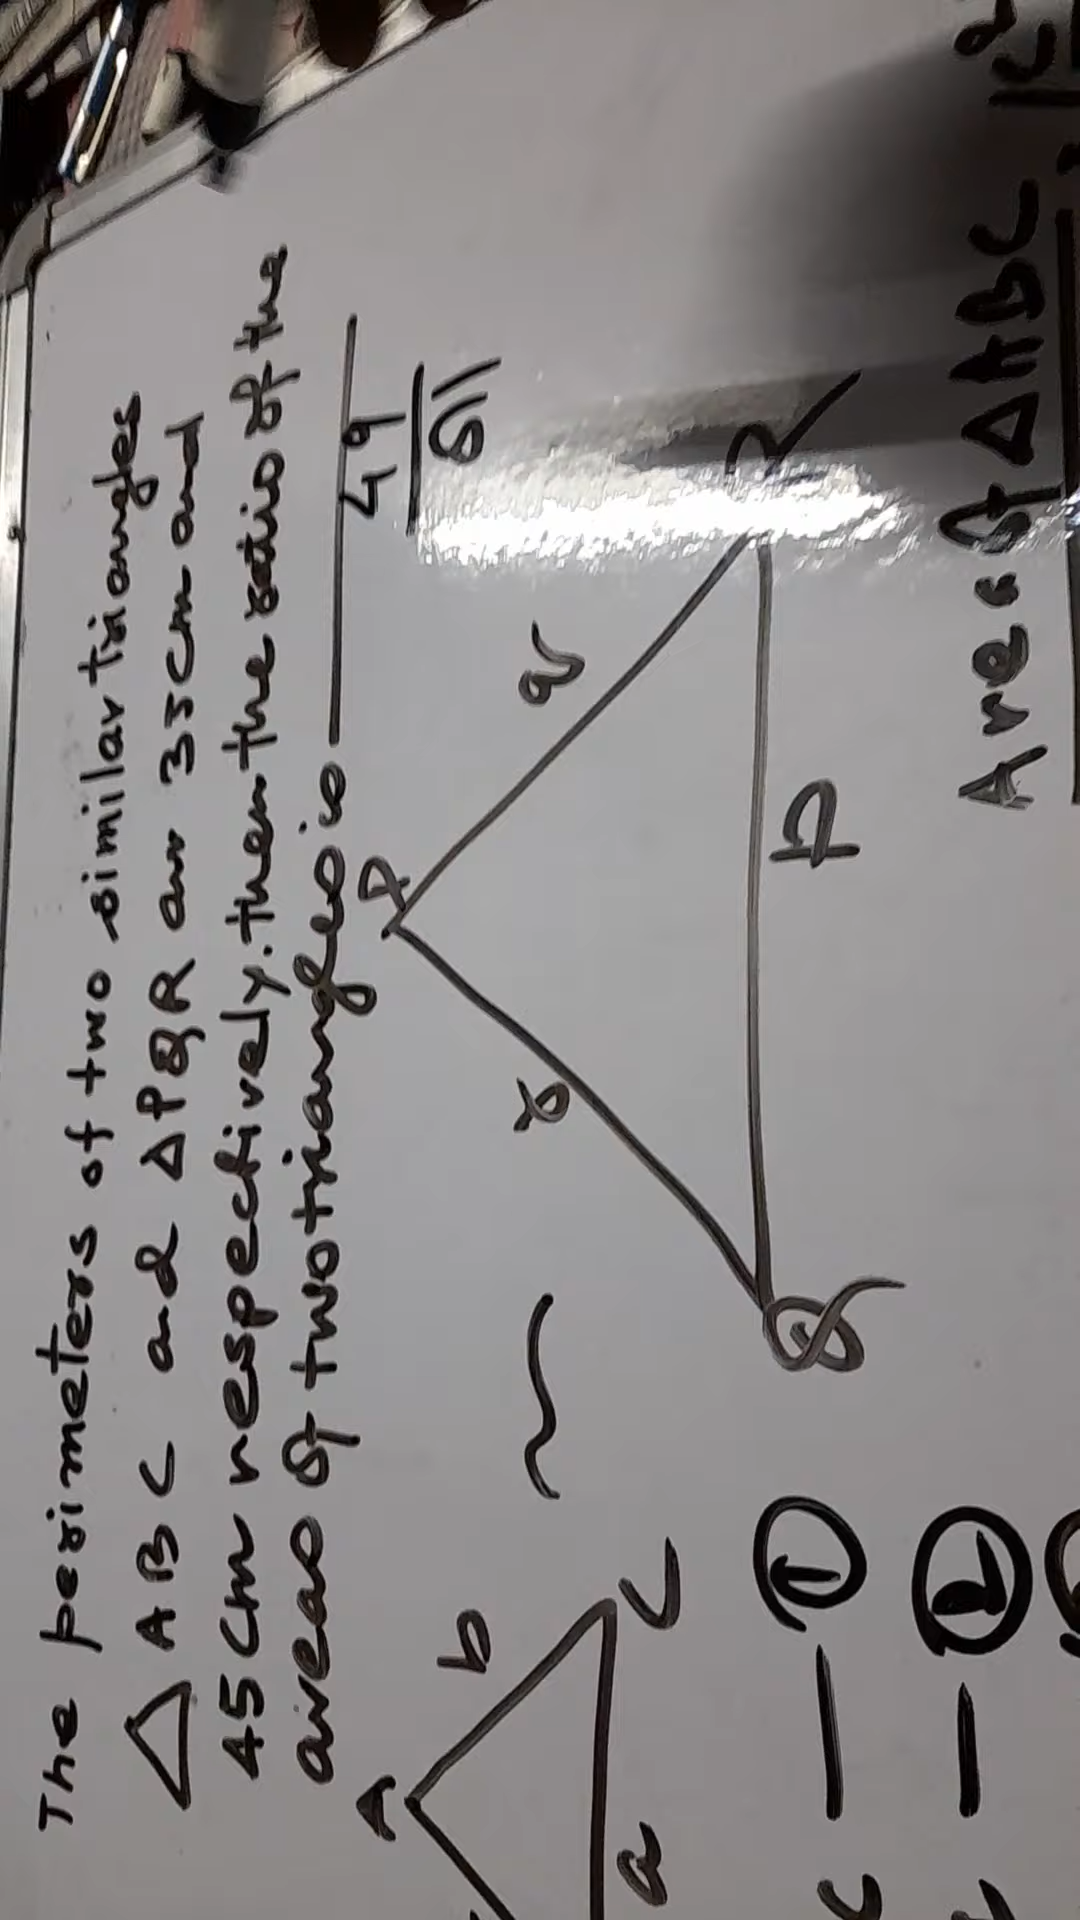 The perimeters of two similar triangles
△ABC and △PQR are 35cm and
45cm respectively. then the ratio of the
areas of two triangles is
49
81
A
b
C
a
~
P
r
q
Q
R
p
— ①
— ②
Area of △ABC